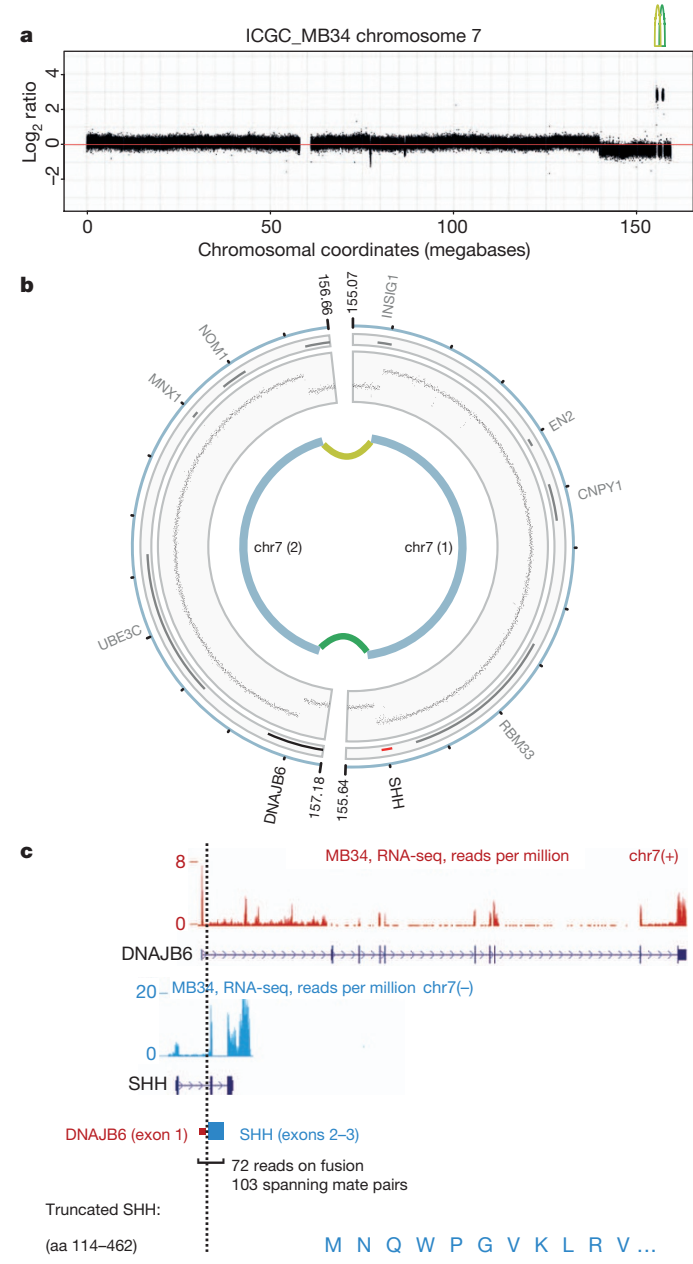 a
ICGC_MB34 chromosome 7
Log2 ratio
4
2
0
−2
0 50 100 150
Chromosomal coordinates (megabases)
b
156.66
155.07
INSIG1
NOM1
MNX1
EN2
CNPY1
chr7 (2)
chr7 (1)
UBE3C
RBM33
DNAJB6
157.18
155.64
SHH
c
8
MB34, RNA-seq, reads per million chr7(+)
0
DNAJB6
20
MB34, RNA-seq, reads per million chr7(−)
0
SHH
DNAJB6 (exon 1)
SHH (exons 2–3)
72 reads on fusion
103 spanning mate pairs
Truncated SHH:
(aa 114–462)
M N Q W P G V K L R V ...